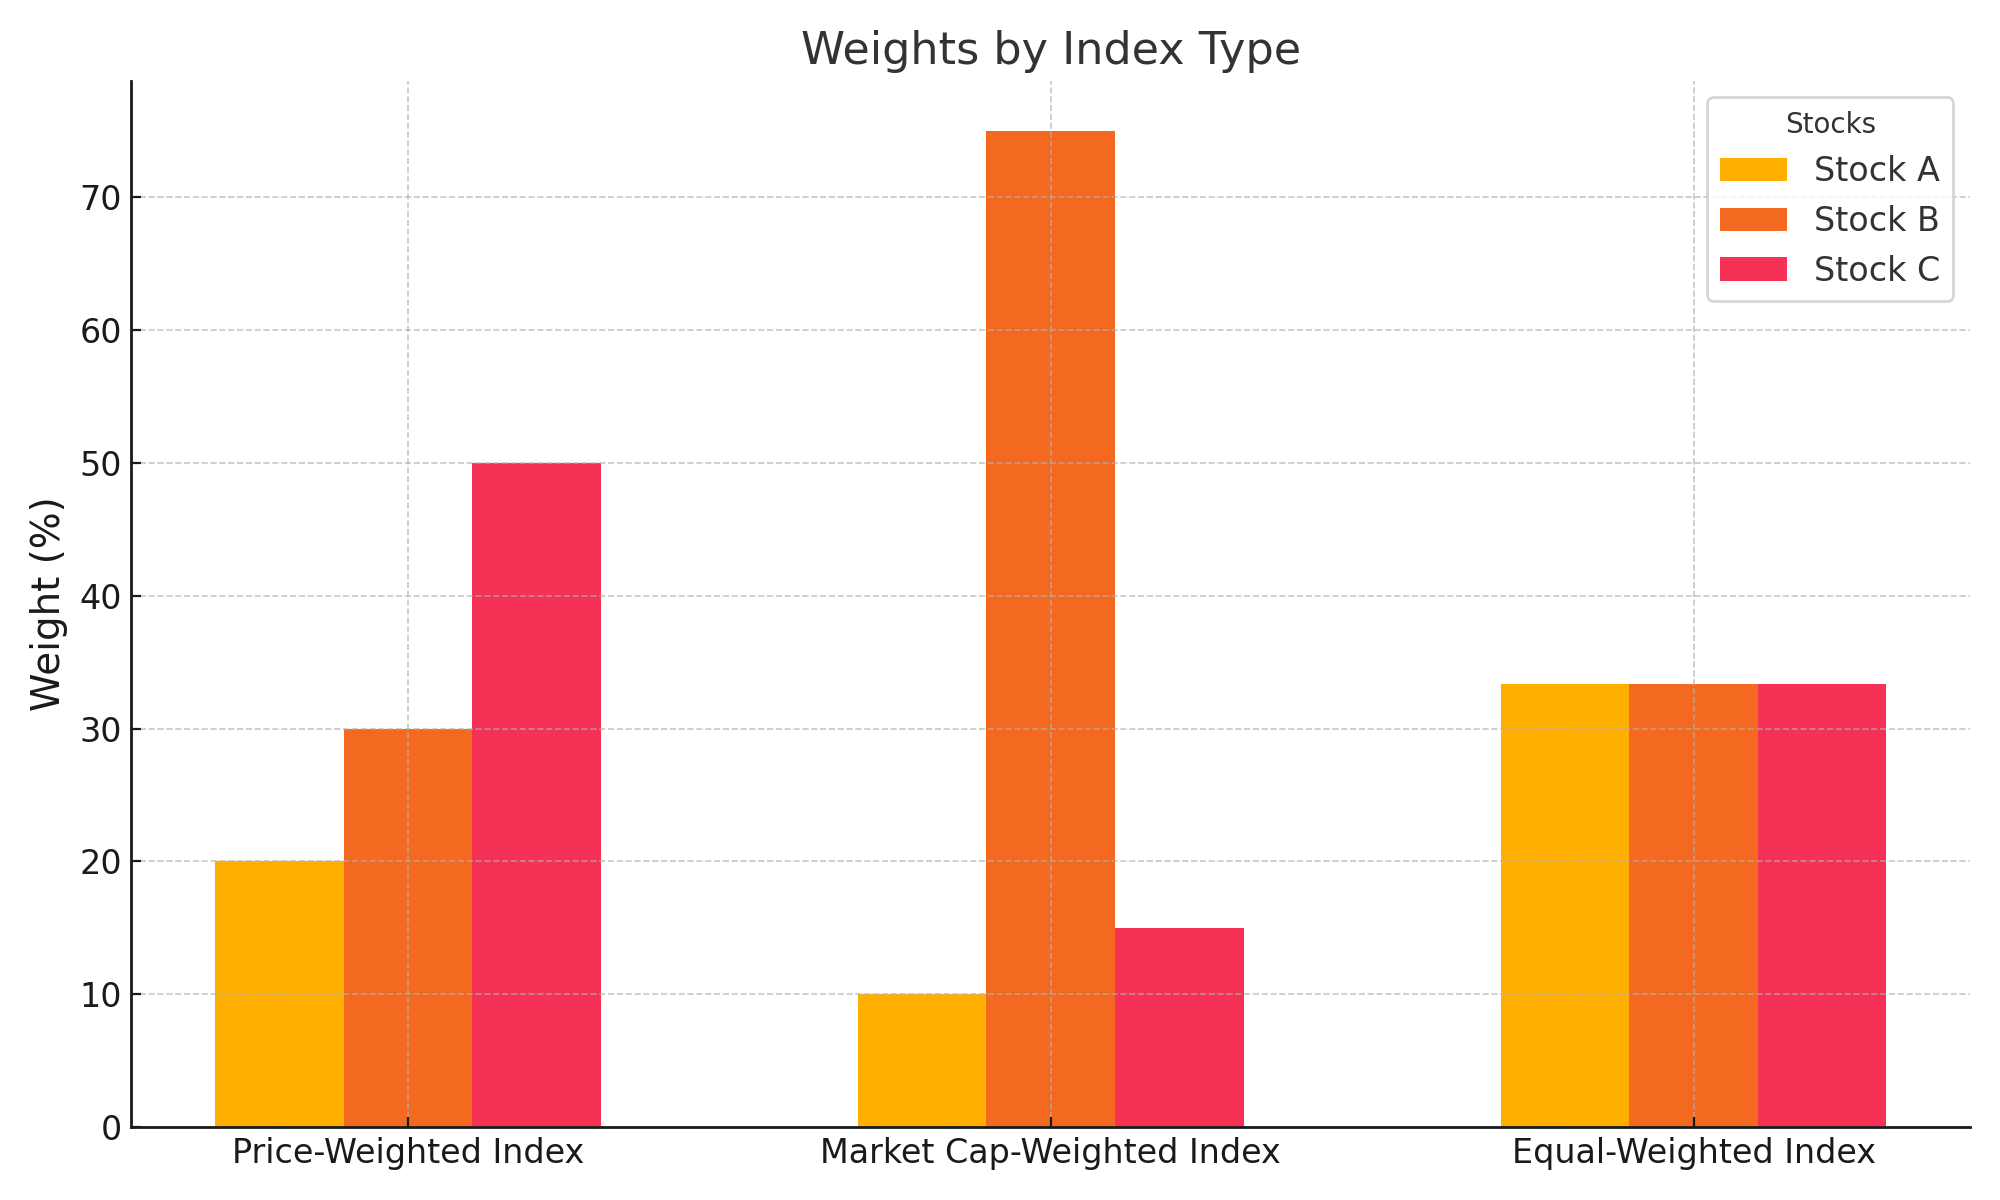 Weights by Index Type
Stocks
Stock A
Stock B
Stock C
Weight (%)
70
60
50
40
30
20
10
0
Price-Weighted Index
Market Cap-Weighted Index
Equal-Weighted Index